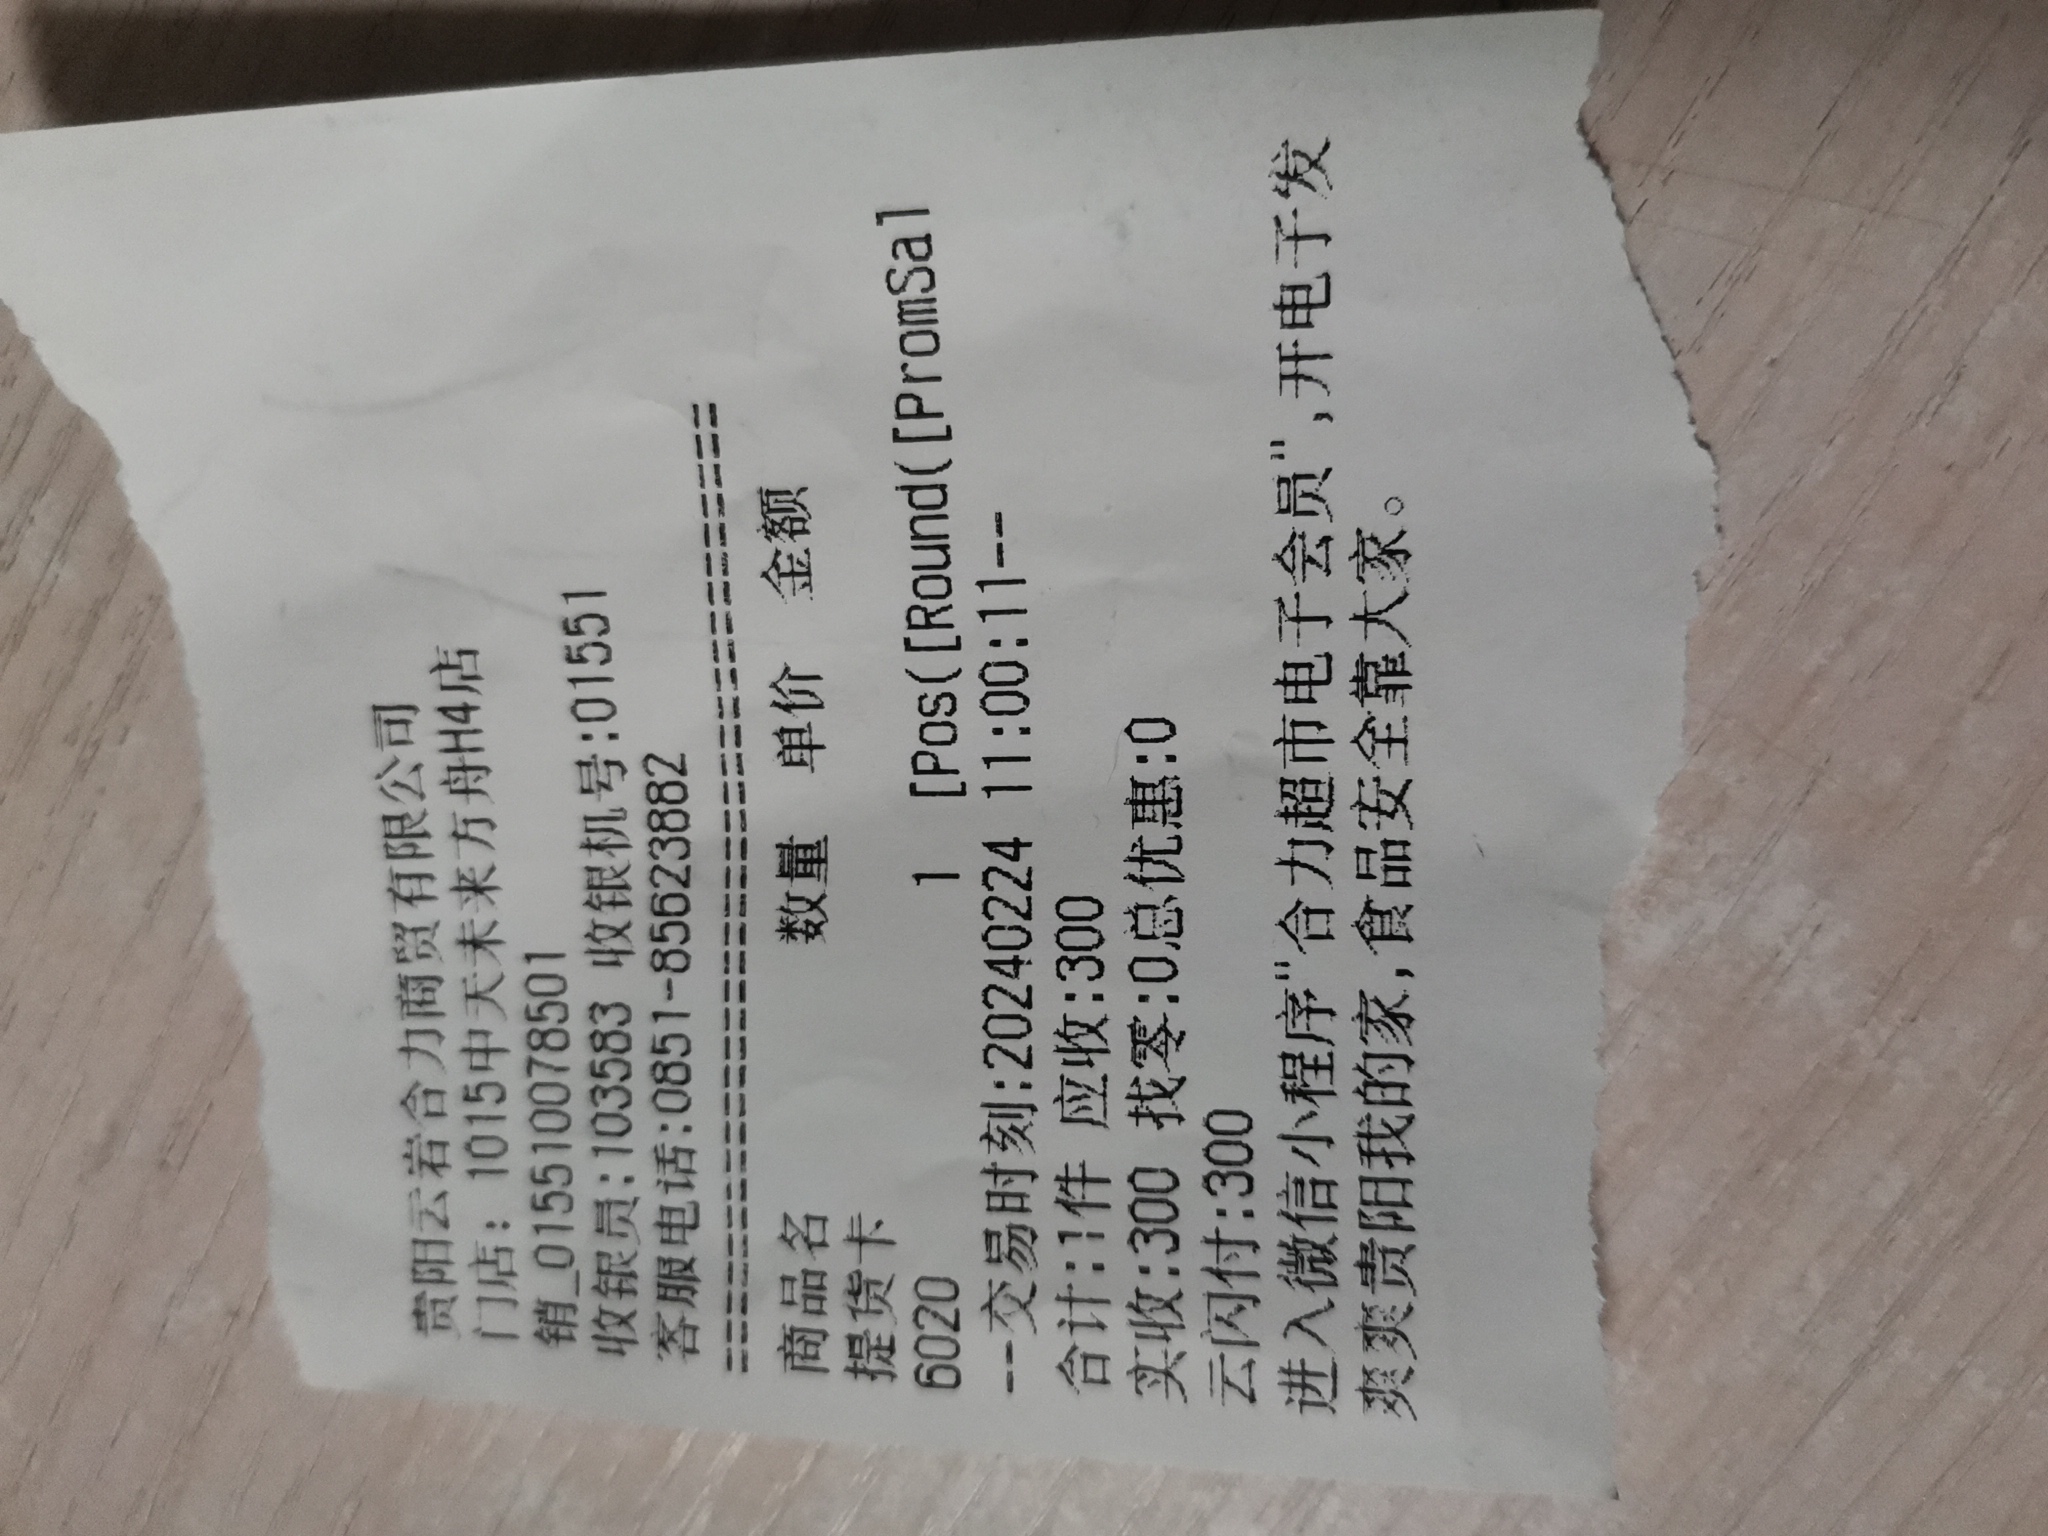 贵阳云岩合力商贸有限公司
门店: 1015中天未来方舟H4店
销_0155100785​01
收银员:103583 收银机号:01551
客服电话:0851-85623882
================================
商品名 数量 单价 金额
提货卡
6020 1 [Pos([Round([PromSal
--交易时刻:20240224 11:00:11--
合计:1件 应收:300
实收:300 找零:0总优惠:0
云闪付:300
进入微信小程序"合力超市电子会员",开电子发
爽爽贵阳我的家,食品安全靠大家。